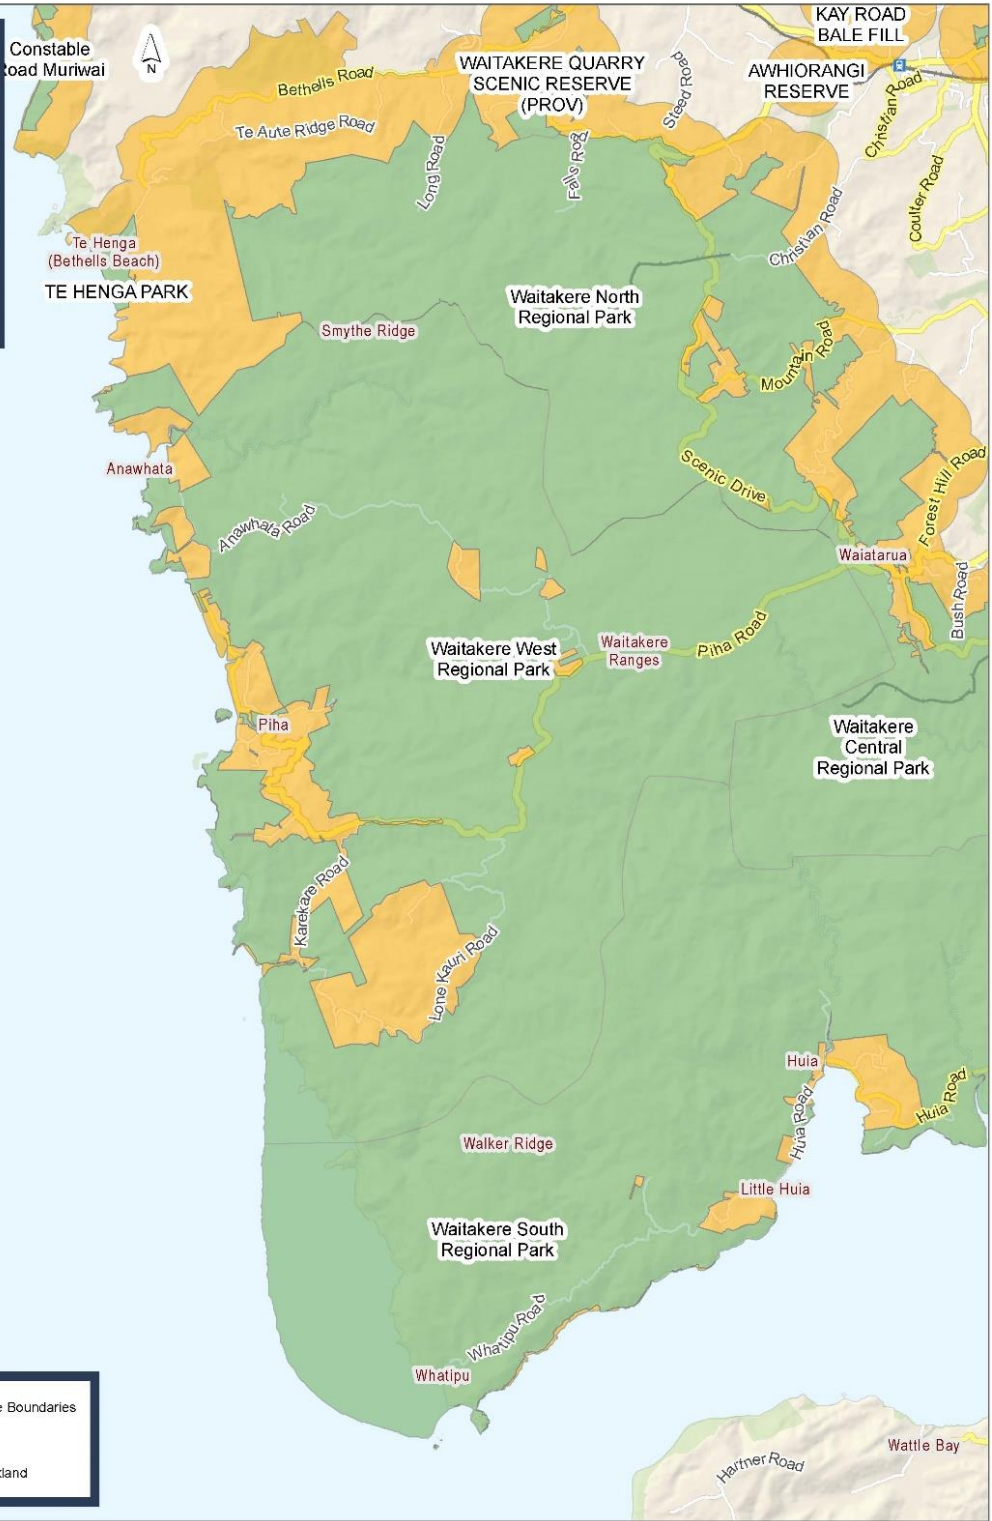 Constable
Road Muriwai
N
KAY ROAD
BALE FILL
WAITAKERE QUARRY
SCENIC RESERVE
(PROV)
AWHIORANGI
RESERVE
Bethells Road
Te Aute Ridge Road
Long Road
Falls Road
Steed Road
Christian Road
Coulter Road
Christian Road
Te Henga
(Bethells Beach)
TE HENGA PARK
Waitakere North
Regional Park
Smythe Ridge
Mountain Road
Scenic Drive
Forest Hill Road
Anawhata
Anawhata Road
Waiatarua
Bush Road
Piha Road
Waitakere
Ranges
Waitakere West
Regional Park
Piha
Waitakere
Central
Regional Park
Karekare Road
Lone Kauri Road
Huia
Huia Road
Huia Road
Walker Ridge
Little Huia
Waitakere South
Regional Park
Whatipu Road
Whatipu
e Boundaries
land
Wattle Bay
Hartner Road